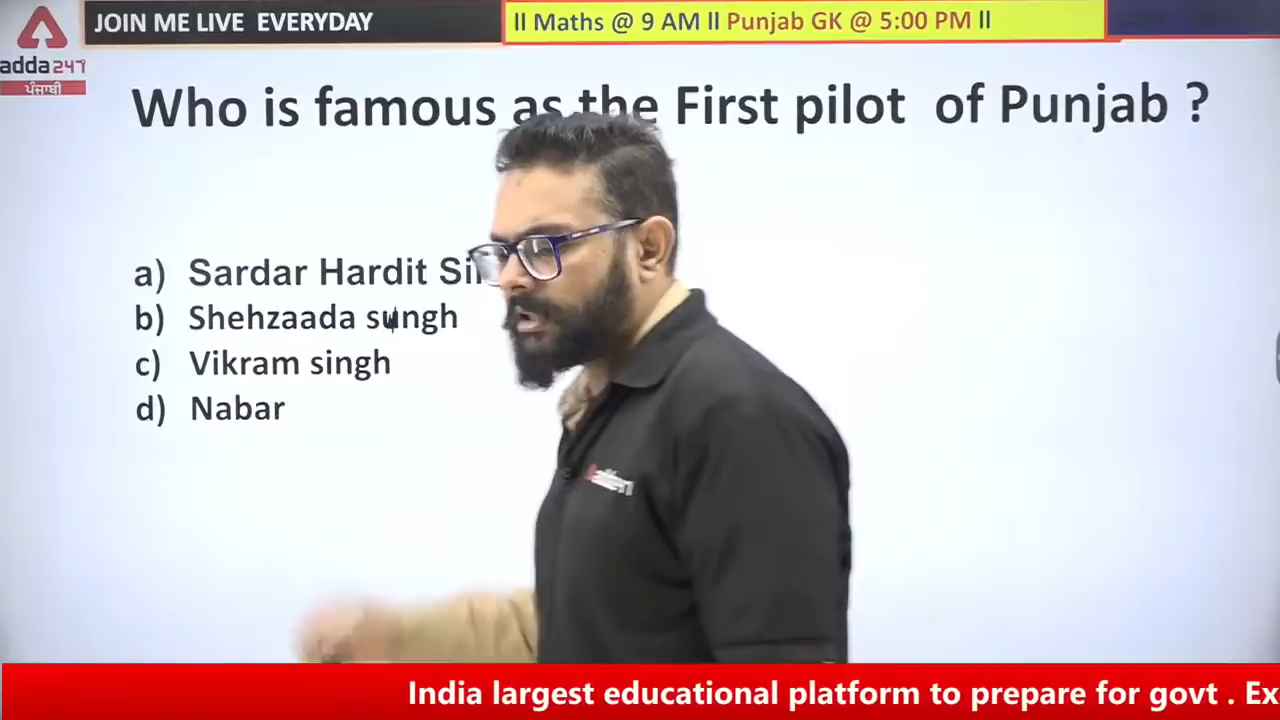 JOIN ME LIVE EVERYDAY
ll Maths @ 9 AM ll Punjab GK @ 5:00 PM ll
adda247
ਪੰਜਾਬੀ
Who is famous as the First pilot of Punjab ?
a) Sardar Hardit
b) Shehzaada sungh
c) Vikram singh
d) Nabar
India largest educational platform to prepare for govt . Ex